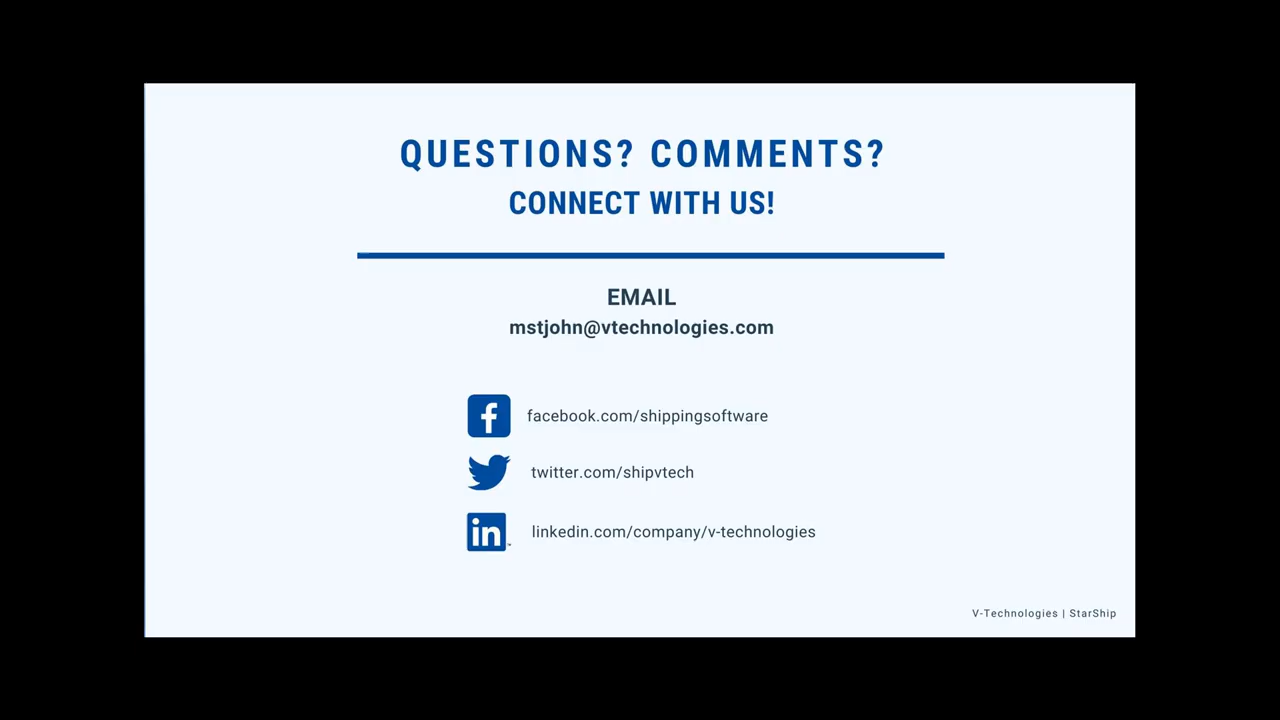 QUESTIONS? COMMENTS?
CONNECT WITH US!
EMAIL
mstjohn@vtechnologies.com
facebook.com/shippingsoftware
twitter.com/shipvtech
in
linkedin.com/company/v-technologies
V-Technologies | StarShip